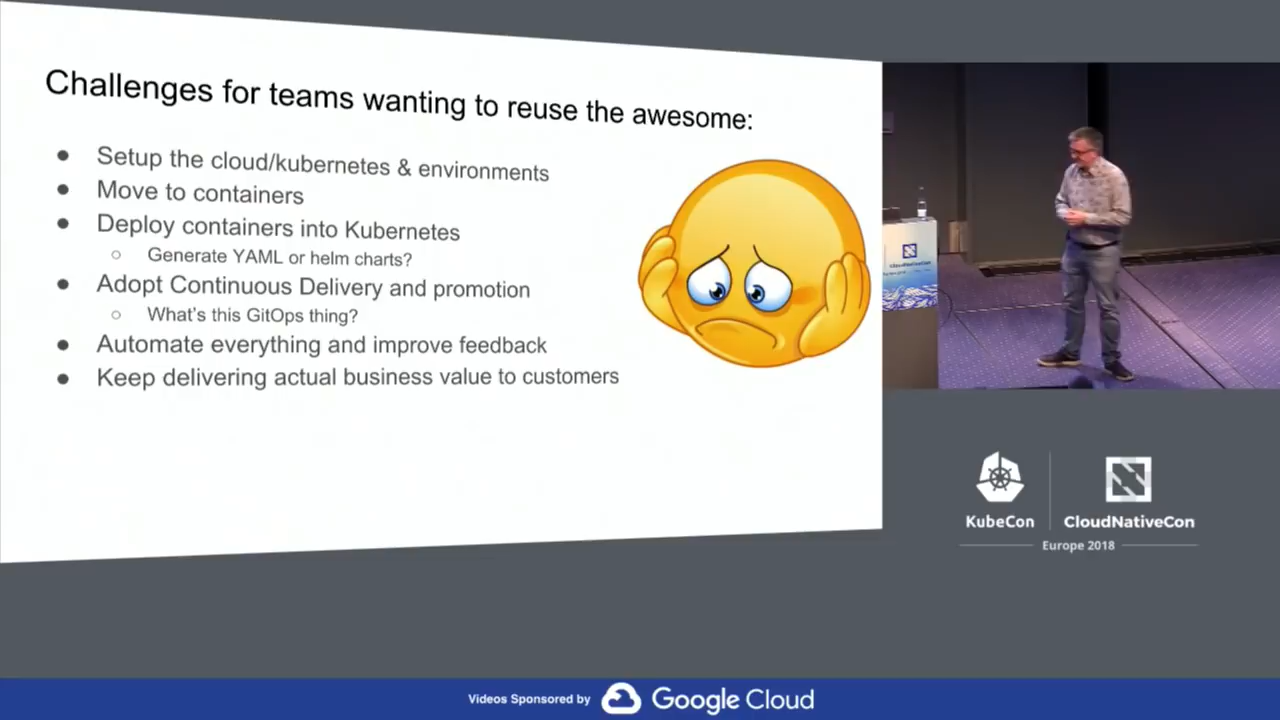 Challenges for teams wanting to reuse the awesome:
Setup the cloud/kubernetes & environments
Move to containers
Deploy containers into Kubernetes
Generate YAML or helm charts?
Adopt Continuous Delivery and promotion
What's this GitOps thing?
Automate everything and improve feedback
Keep delivering actual business value to customers
CloudNativeCon
KubeCon
CloudNativeCon
Europe 2018
Videos Sponsored by Google Cloud